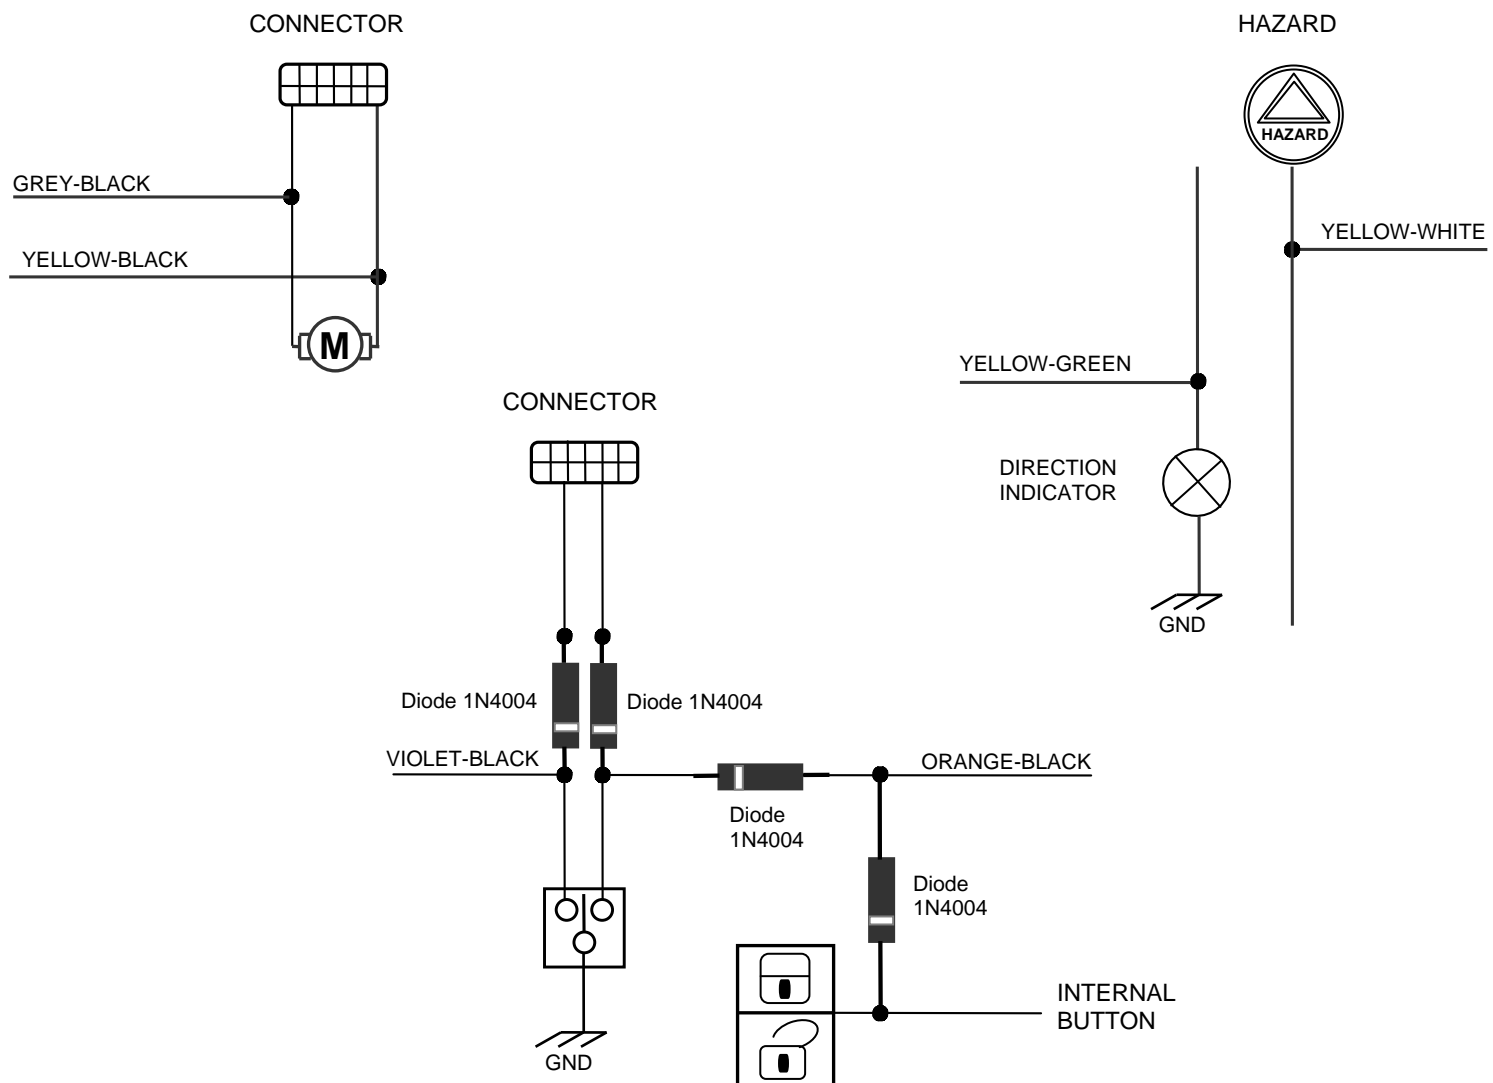 CONNECTOR
HAZARD
HAZARD
GREY-BLACK
YELLOW-WHITE
YELLOW-BLACK
M
YELLOW-GREEN
CONNECTOR
DIRECTION
INDICATOR
GND
Diode 1N4004
Diode 1N4004
VIOLET-BLACK
ORANGE-BLACK
Diode
1N4004
Diode
1N4004
INTERNAL
BUTTON
GND